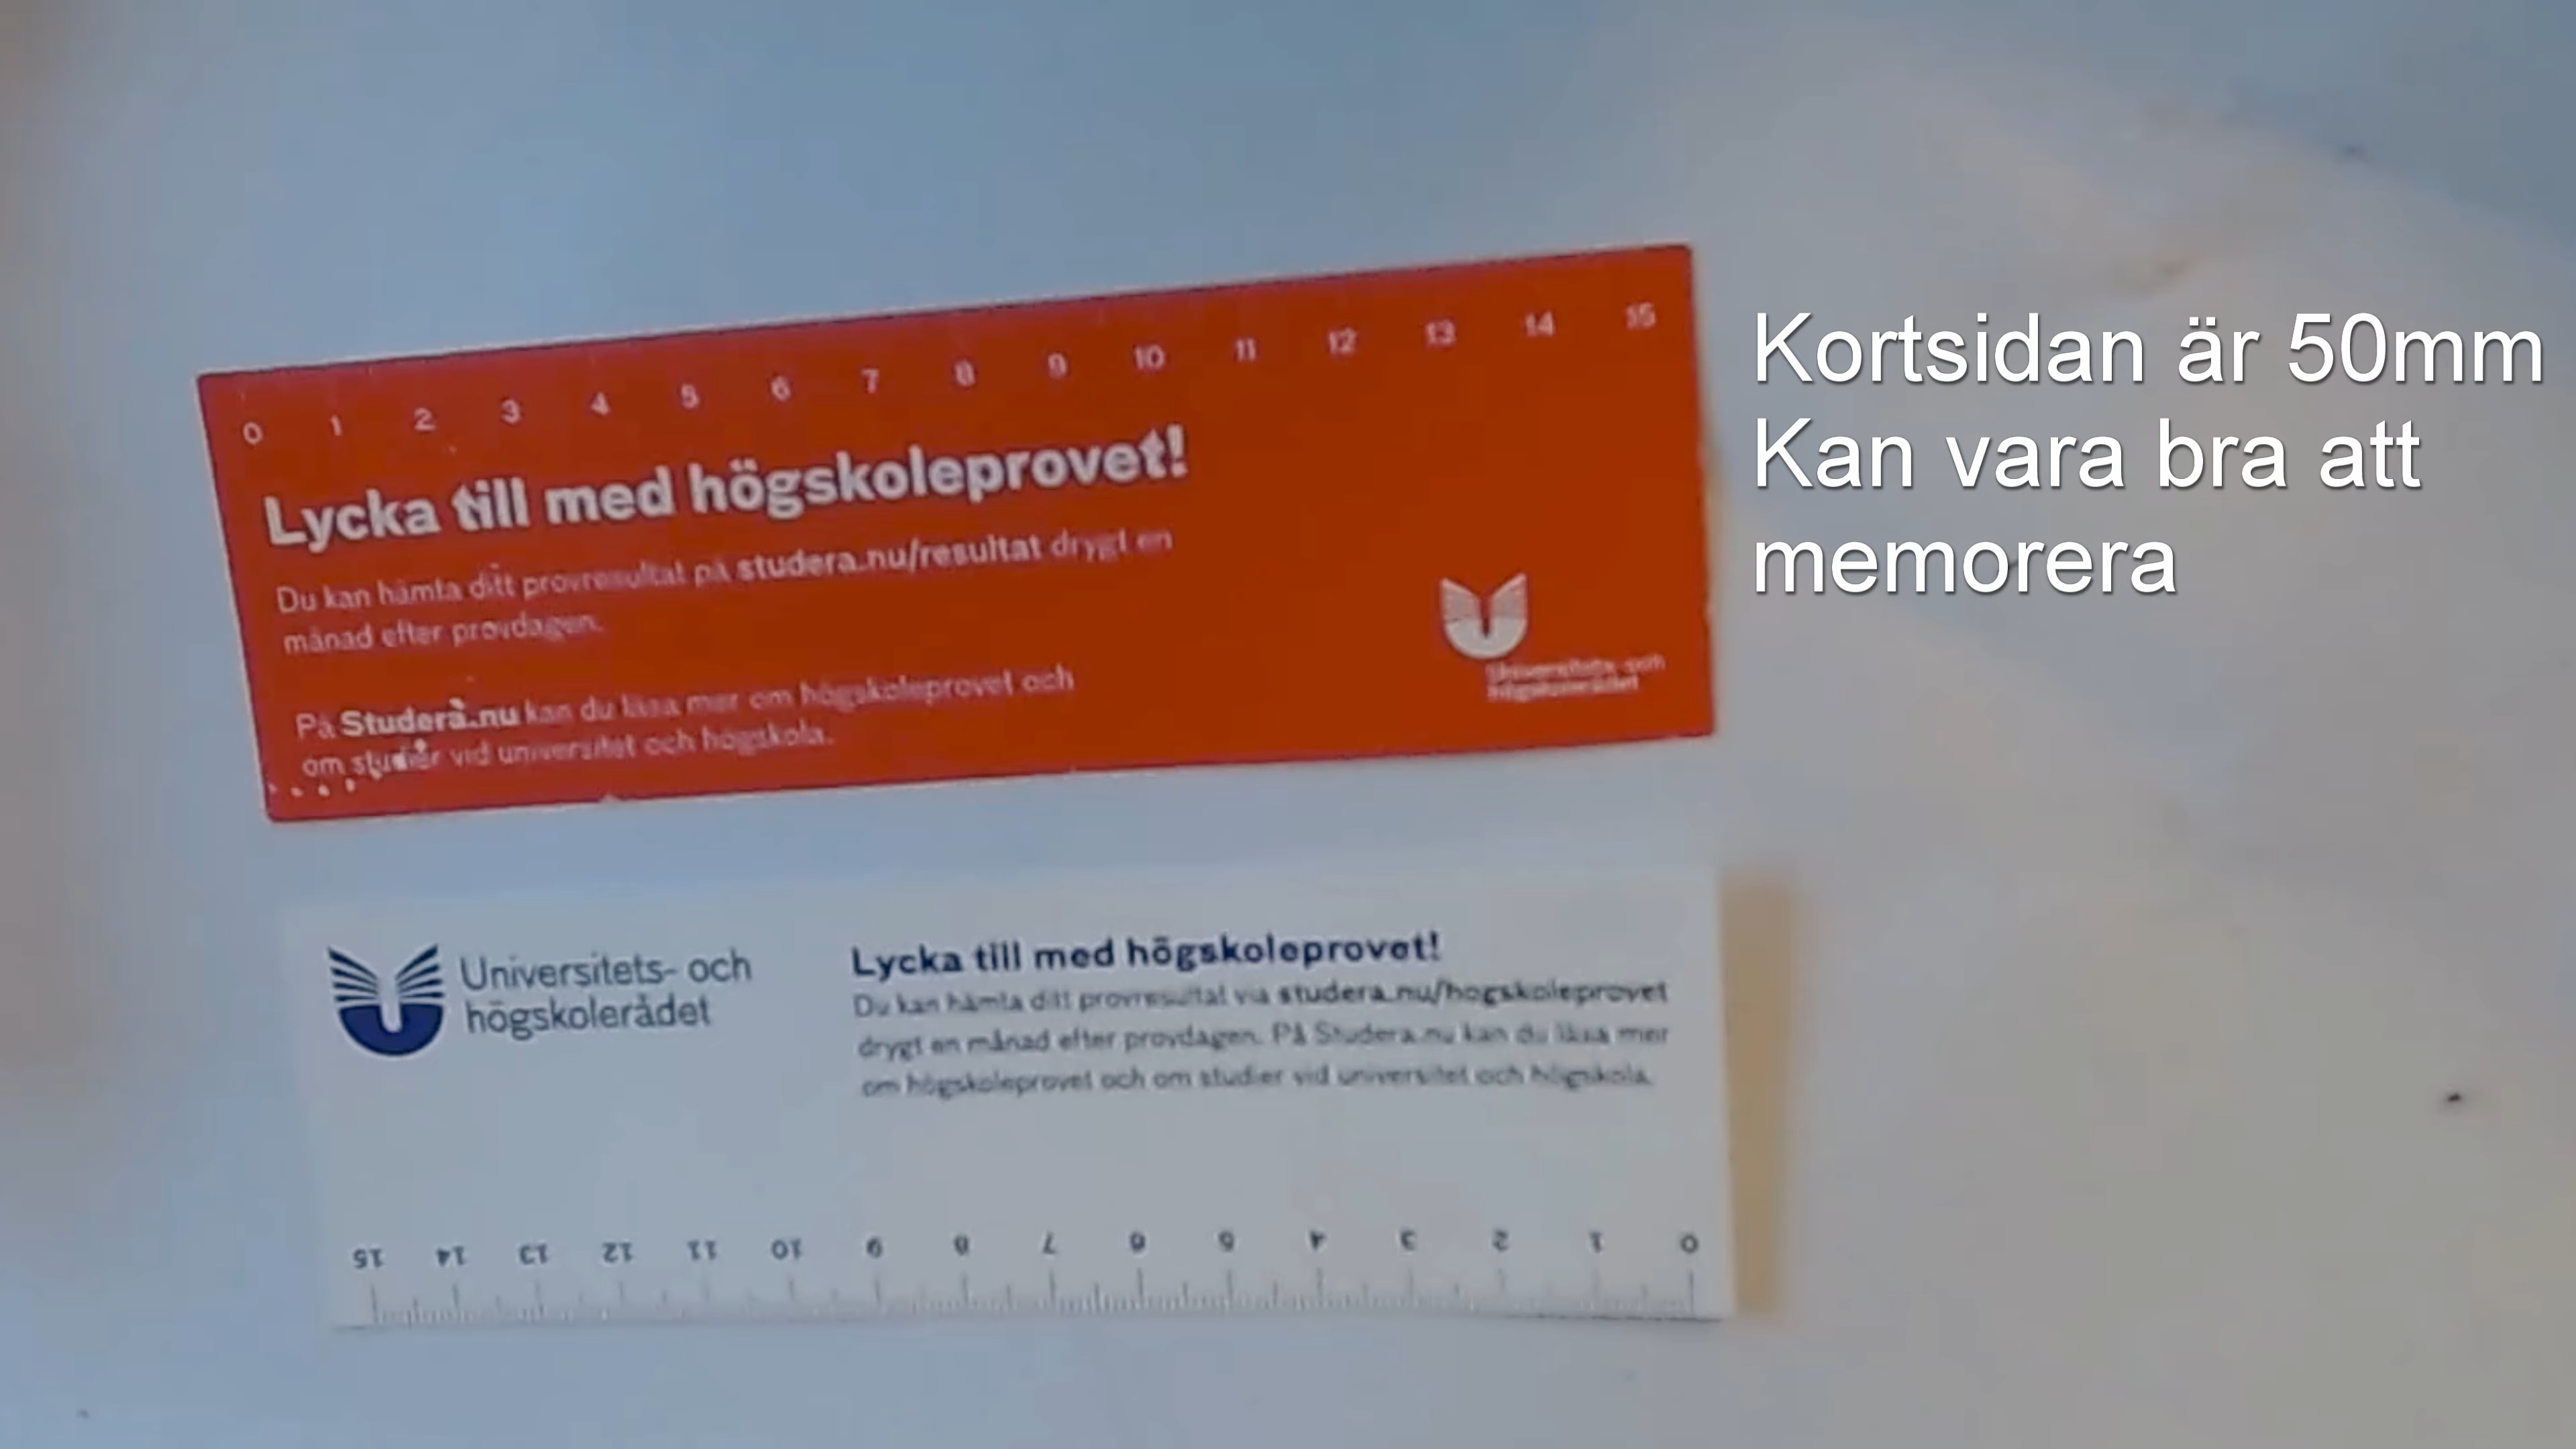 0 1 2 3 4 5 6 7 8 9 10 11 12 13 14 15
Lycka till med högskoleprovet!
Du kan hämta ditt provresultat på studera.nu/resultat drygt en
månad efter provdagen.
På Studera.nu kan du läsa mer om högskoleprovet och
om studier vid universitet och högskola.
Universitets- och
högskolerådet
Kortsidan är 50mm
Kan vara bra att
memorera
Universitets- och
högskolerådet
Lycka till med högskoleprovet!
Du kan hämta ditt provresultat via studera.nu/hogskoleprovet
drygt en månad efter provdagen. På Studera.nu kan du läsa mer
om högskoleprovet och om studier vid universitet och högskola.
15 14 13 12 11 10 9 8 7 6 5 4 3 2 1 0